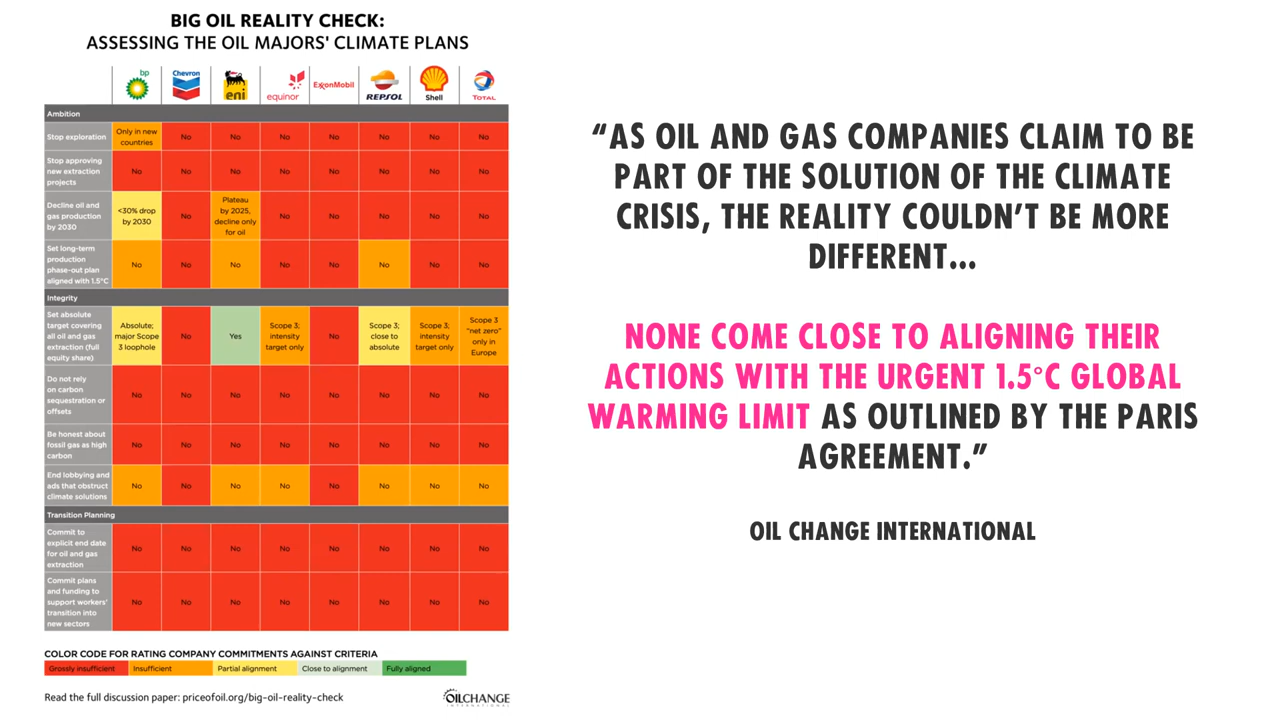 BIG OIL REALITY CHECK:
ASSESSING THE OIL MAJORS' CLIMATE PLANS
bp
Chevron
eni
equinor
ExxonMobil
REPSOL
Shell
TOTAL
Ambition
Stop exploration
Only in new
countries
No
No
No
No
No
No
No
Stop approving
new extraction
projects
No
No
No
No
No
No
No
No
Decline oil and
gas production
by 2030
<30% drop
by 2030
No
Plateau
by 2025,
decline only
for oil
No
No
No
No
No
Set long-term
production
phase-out plan
aligned with 1.5°C
No
No
No
No
No
No
No
No
Integrity
Set absolute
target covering
all oil and gas
extraction (full
equity share)
Absolute;
major Scope
3 loophole
No
Yes
Scope 3;
intensity
target only
No
Scope 3;
close to
absolute
Scope 3;
intensity
target only
Scope 3
"net zero"
only in
Europe
Do not rely
on carbon
sequestration or
offsets
No
No
No
No
No
No
No
No
Be honest about
fossil gas as high
carbon
No
No
No
No
No
No
No
No
End lobbying and
ads that obstruct
climate solutions
No
No
No
No
No
No
No
No
Transition Planning
Commit to
explicit end date
for oil and gas
extraction
No
No
No
No
No
No
No
No
Commit plans
and funding to
support workers'
transition into
new sectors
No
No
No
No
No
No
No
No
COLOR CODE FOR RATING COMPANY COMMITMENTS AGAINST CRITERIA
Grossly insufficient
Insufficient
Partial alignment
Close to alignment
Fully aligned
Read the full discussion paper: priceofoil.org/big-oil-reality-check
OILCHANGE
INTERNATIONAL
“AS OIL AND GAS COMPANIES CLAIM TO BE
PART OF THE SOLUTION OF THE CLIMATE
CRISIS, THE REALITY COULDN’T BE MORE
DIFFERENT...
NONE COME CLOSE TO ALIGNING THEIR
ACTIONS WITH THE URGENT 1.5°C GLOBAL
WARMING LIMIT AS OUTLINED BY THE PARIS
AGREEMENT.”
OIL CHANGE INTERNATIONAL